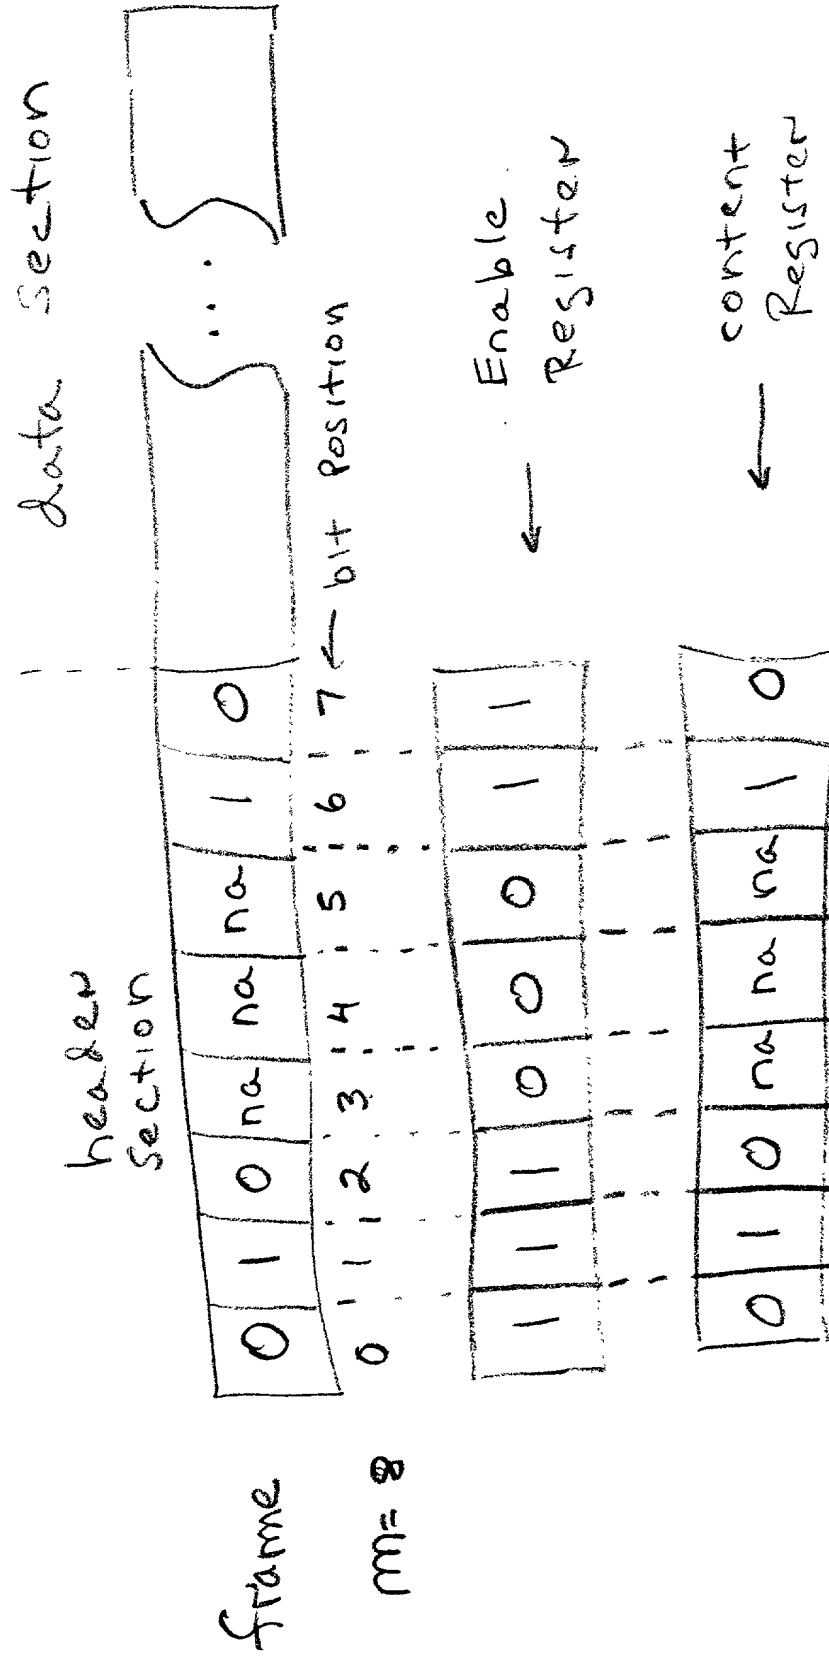 header
section
data section
frame
0 1 0 na na na 1 0
...
m=8
0 1 2 3 4 5 6 7 ← bit position
1 1 1 0 0 0 1 1
← Enable
Register
0 1 0 na na na 1 0
← content
Register